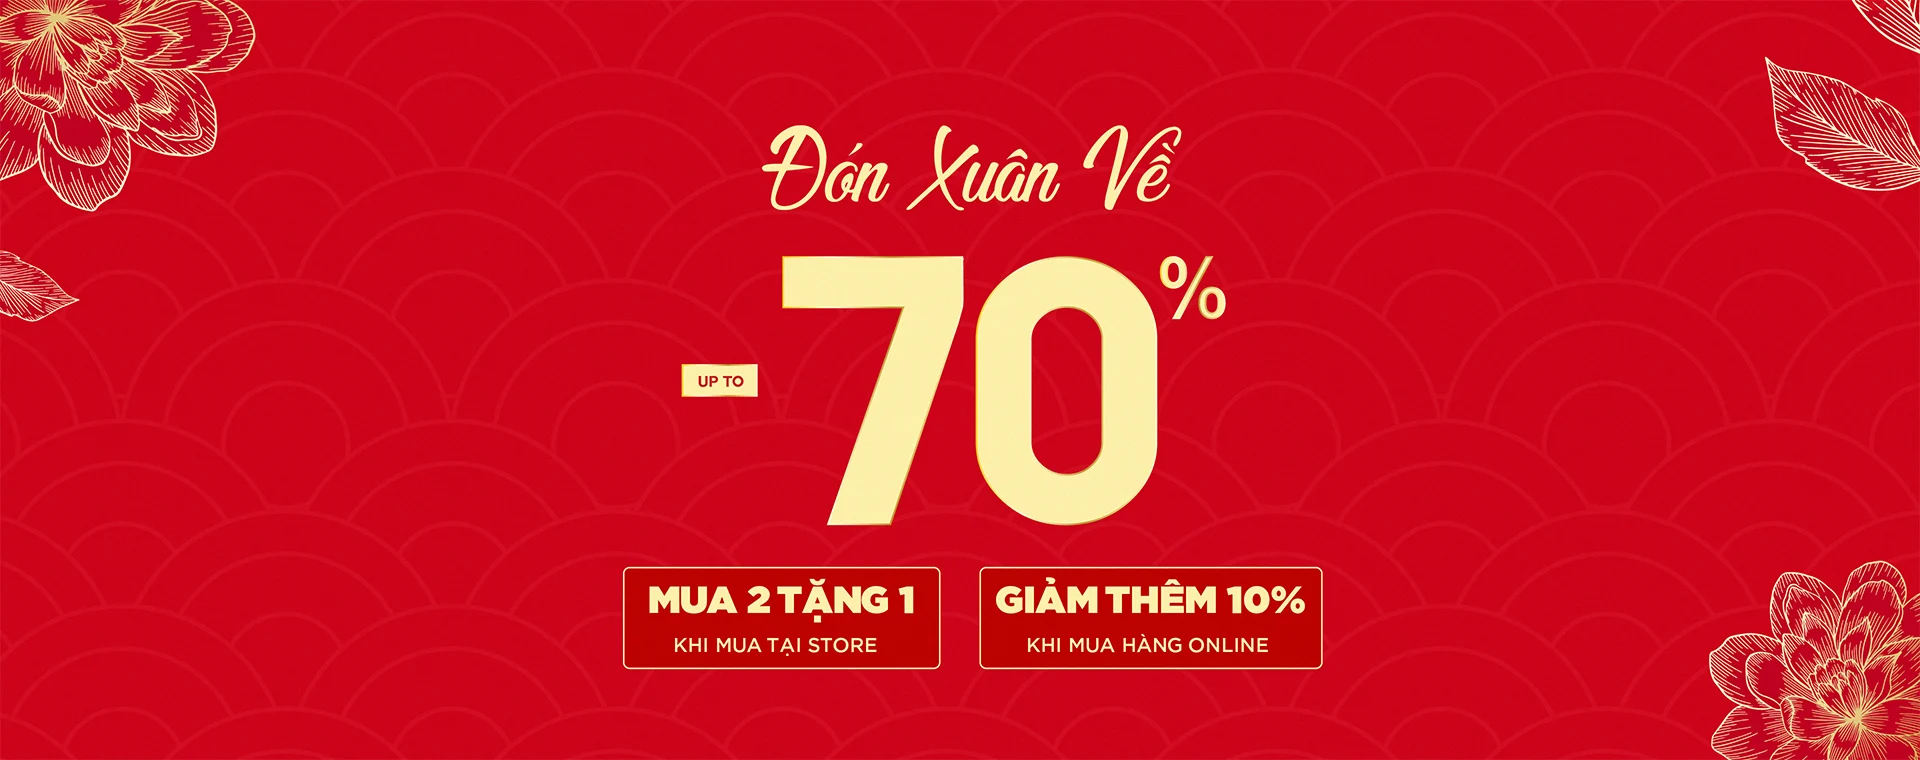 Đón Xuân Về
UP TO
-70%
MUA 2 TẶNG 1
KHI MUA TẠI STORE
GIẢM THÊM 10%
KHI MUA HÀNG ONLINE